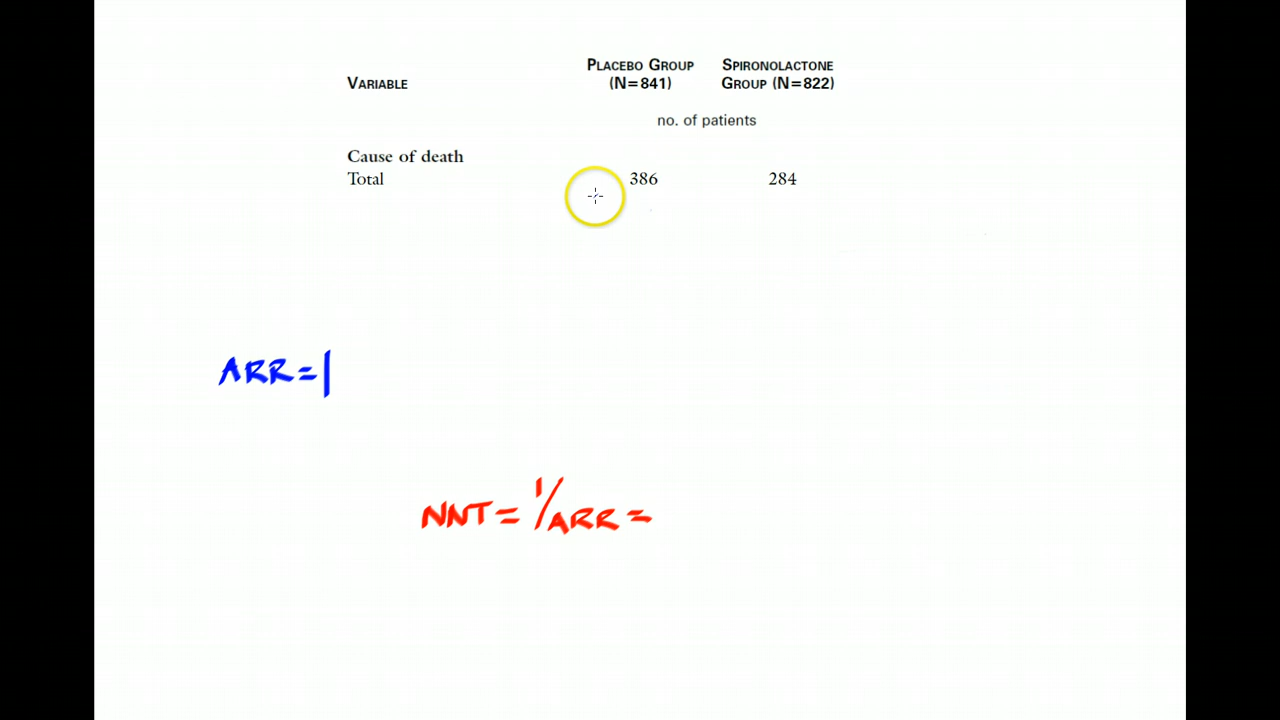 PLACEBO GROUP SPIRONOLACTONE
VARIABLE (N=841) GROUP (N=822)
no. of patients
Cause of death
Total 386 284
ARR=|
NNT= 1/ARR =